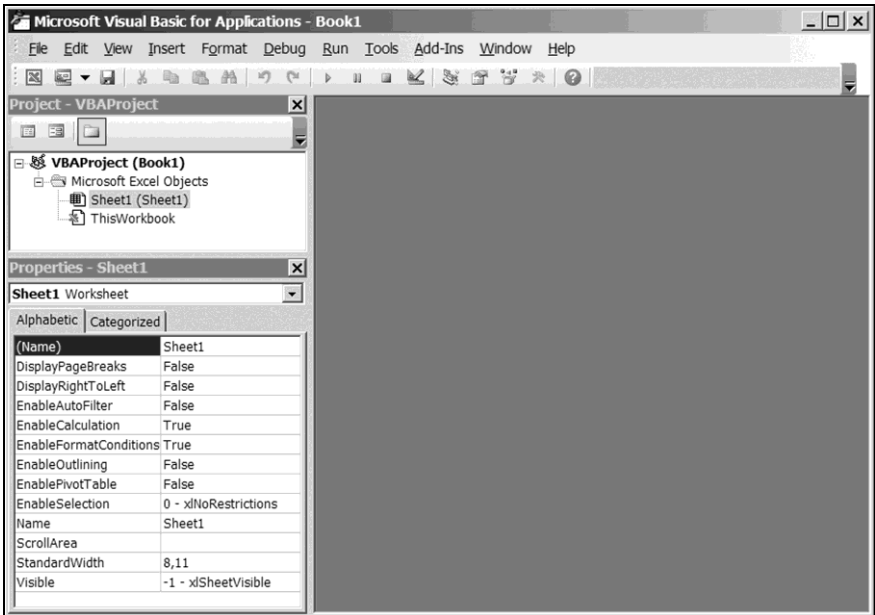 Microsoft Visual Basic for Applications - Book1
File Edit View Insert Format Debug Run Tools Add-Ins Window Help
Project - VBAProject
VBAProject (Book1)
Microsoft Excel Objects
Sheet1 (Sheet1)
ThisWorkbook
Properties - Sheet1
Sheet1 Worksheet
Alphabetic Categorized
(Name) Sheet1
DisplayPageBreaks False
DisplayRightToLeft False
EnableAutoFilter False
EnableCalculation True
EnableFormatConditions True
EnableOutlining False
EnablePivotTable False
EnableSelection 0 - xlNoRestrictions
Name Sheet1
ScrollArea
StandardWidth 8,11
Visible -1 - xlSheetVisible